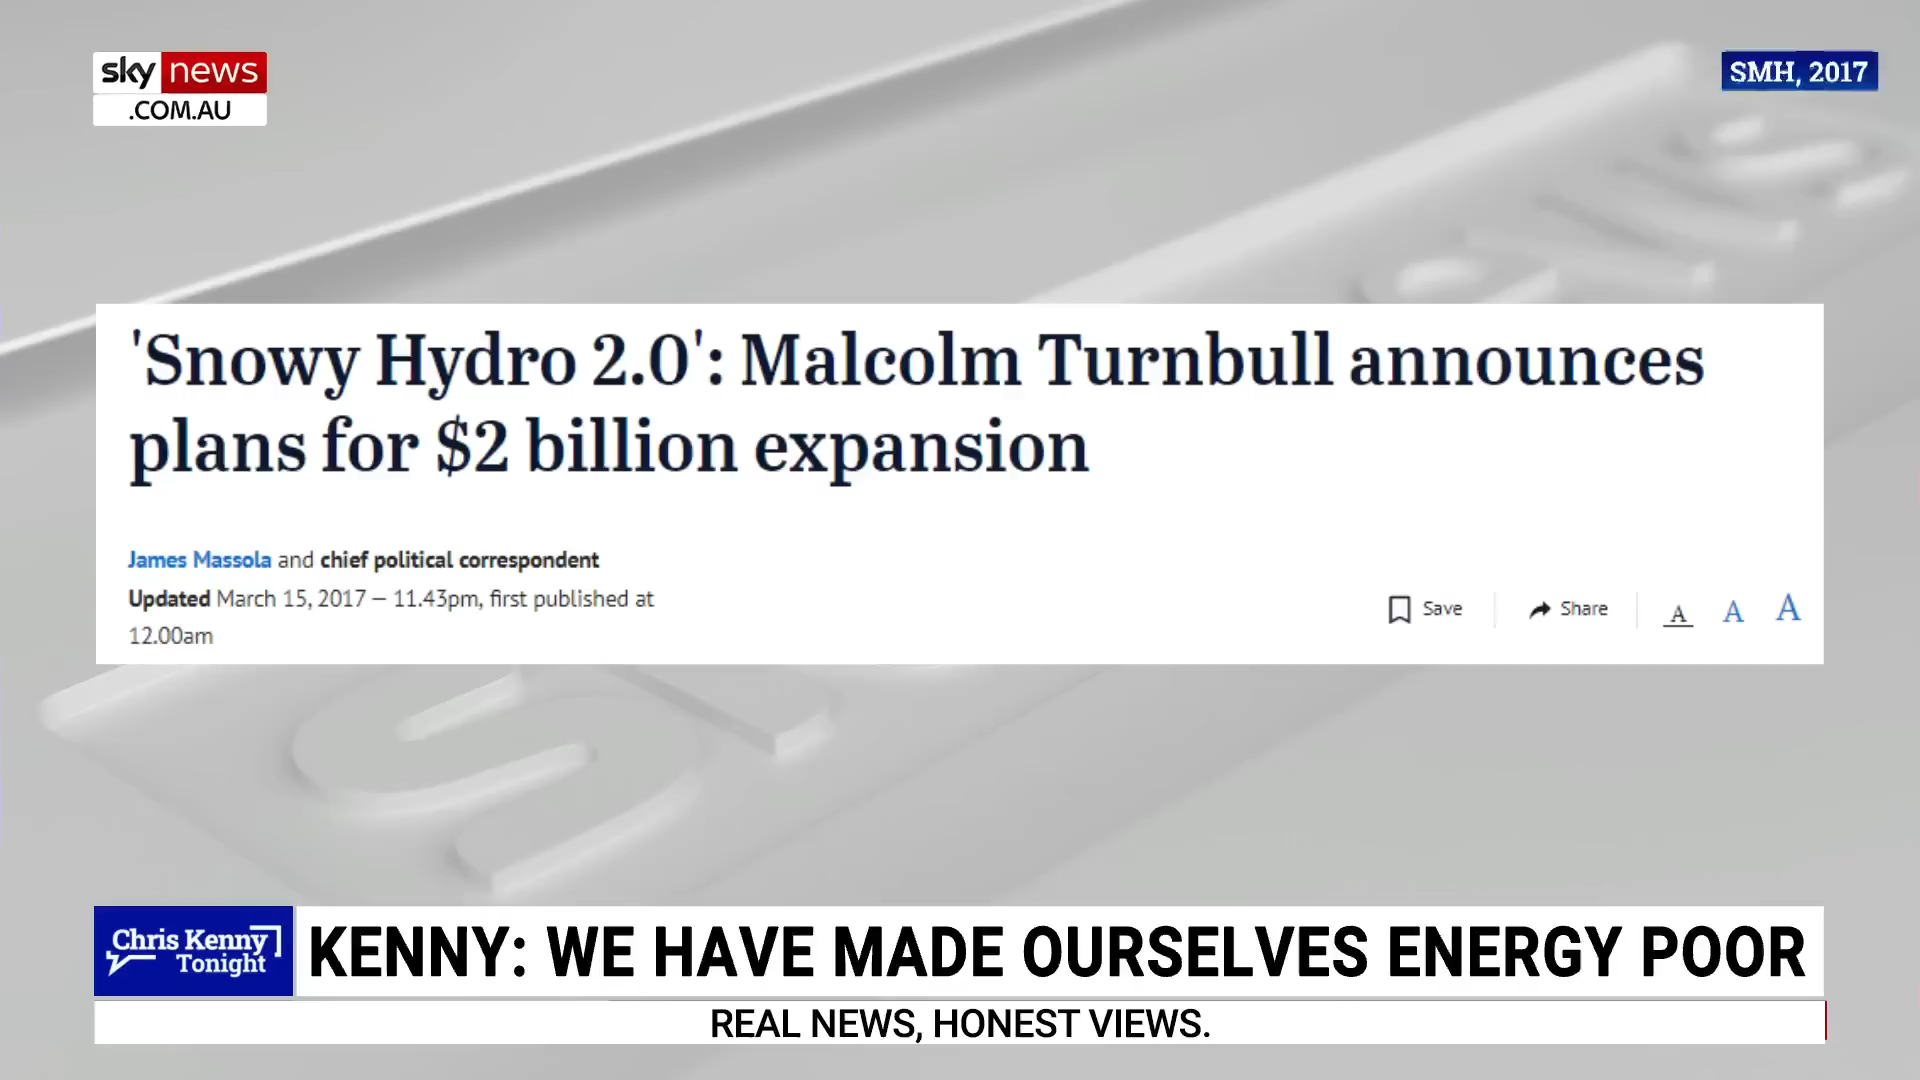 sky news
.COM.AU
SMH, 2017
'Snowy Hydro 2.0': Malcolm Turnbull announces
plans for $2 billion expansion
James Massola and chief political correspondent
Updated March 15, 2017 – 11.43pm, first published at
12.00am
Save
Share
A A A
Chris Kenny
Tonight
KENNY: WE HAVE MADE OURSELVES ENERGY POOR
REAL NEWS, HONEST VIEWS.